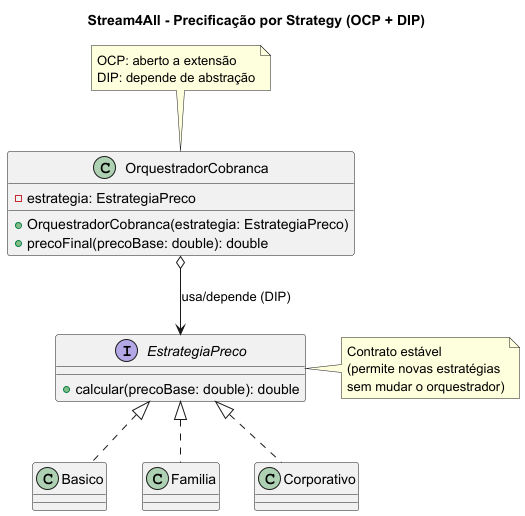 Stream4All - Precificação por Strategy (OCP + DIP)
OCP: aberto a extensão
DIP: depende de abstração
C OrquestradorCobranca
estrategia: EstrategiaPreco
OrquestradorCobranca(estrategia: EstrategiaPreco)
precoFinal(precoBase: double): double
usa/depende (DIP)
I EstrategiaPreco
calcular(precoBase: double): double
Contrato estável
(permite novas estratégias
sem mudar o orquestrador)
C Basico
C Familia
C Corporativo